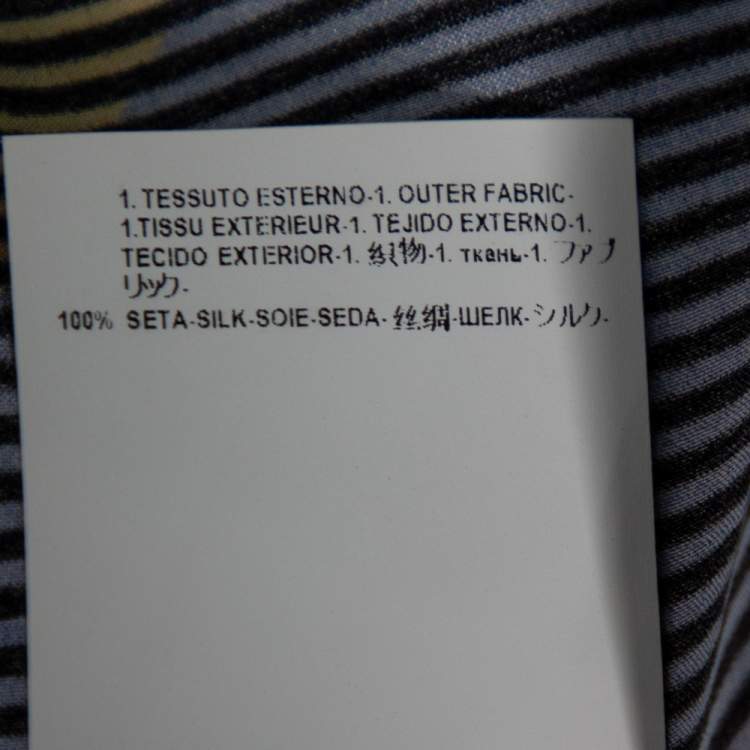 1. TESSUTO ESTERNO-1. OUTER FABRIC-
1.TISSU EXTERIEUR-1. TEJIDO EXTERNO-1.
TECIDO EXTERIOR-1. 織物-1. ткань-1. ファブ
リック-
100% SETA-SILK-SOIE-SEDA-丝绸-ШЕЛК-シルク-